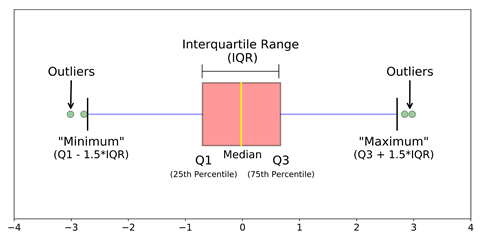 Interquartile Range
(IQR)
Outliers
Outliers
"Minimum"
(Q1 - 1.5*IQR)
Q1
(25th Percentile)
Median
Q3
(75th Percentile)
"Maximum"
(Q3 + 1.5*IQR)
−4
−3
−2
−1
0
1
2
3
4